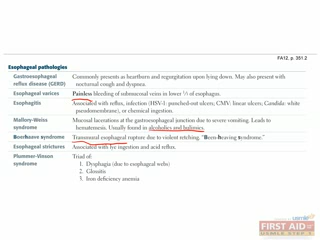 FA12, p. 351.2
Esophageal pathologies
Gastroesophageal reflux disease (GERD)
Commonly presents as heartburn and regurgitation upon lying down. May also present with
nocturnal cough and dyspnea.
Esophageal varices
Painless bleeding of submucosal veins in lower 1/3 of esophagus.
Esophagitis
Associated with reflux, infection (HSV-1: punched-out ulcers; CMV: linear ulcers; Candida: white
pseudomembrane), or chemical ingestion.
Mallory-Weiss syndrome
Mucosal lacerations at the gastroesophageal junction due to severe vomiting. Leads to
hematemesis. Usually found in alcoholics and bulimics.
Boerhaave syndrome
Transmural esophageal rupture due to violent retching. "Been-heaving syndrome."
Esophageal strictures
Associated with lye ingestion and acid reflux.
Plummer-Vinson syndrome
Triad of:
1. Dysphagia (due to esophageal webs)
2. Glossitis
3. Iron deficiency anemia
FIRST AID
USMLE STEP 1